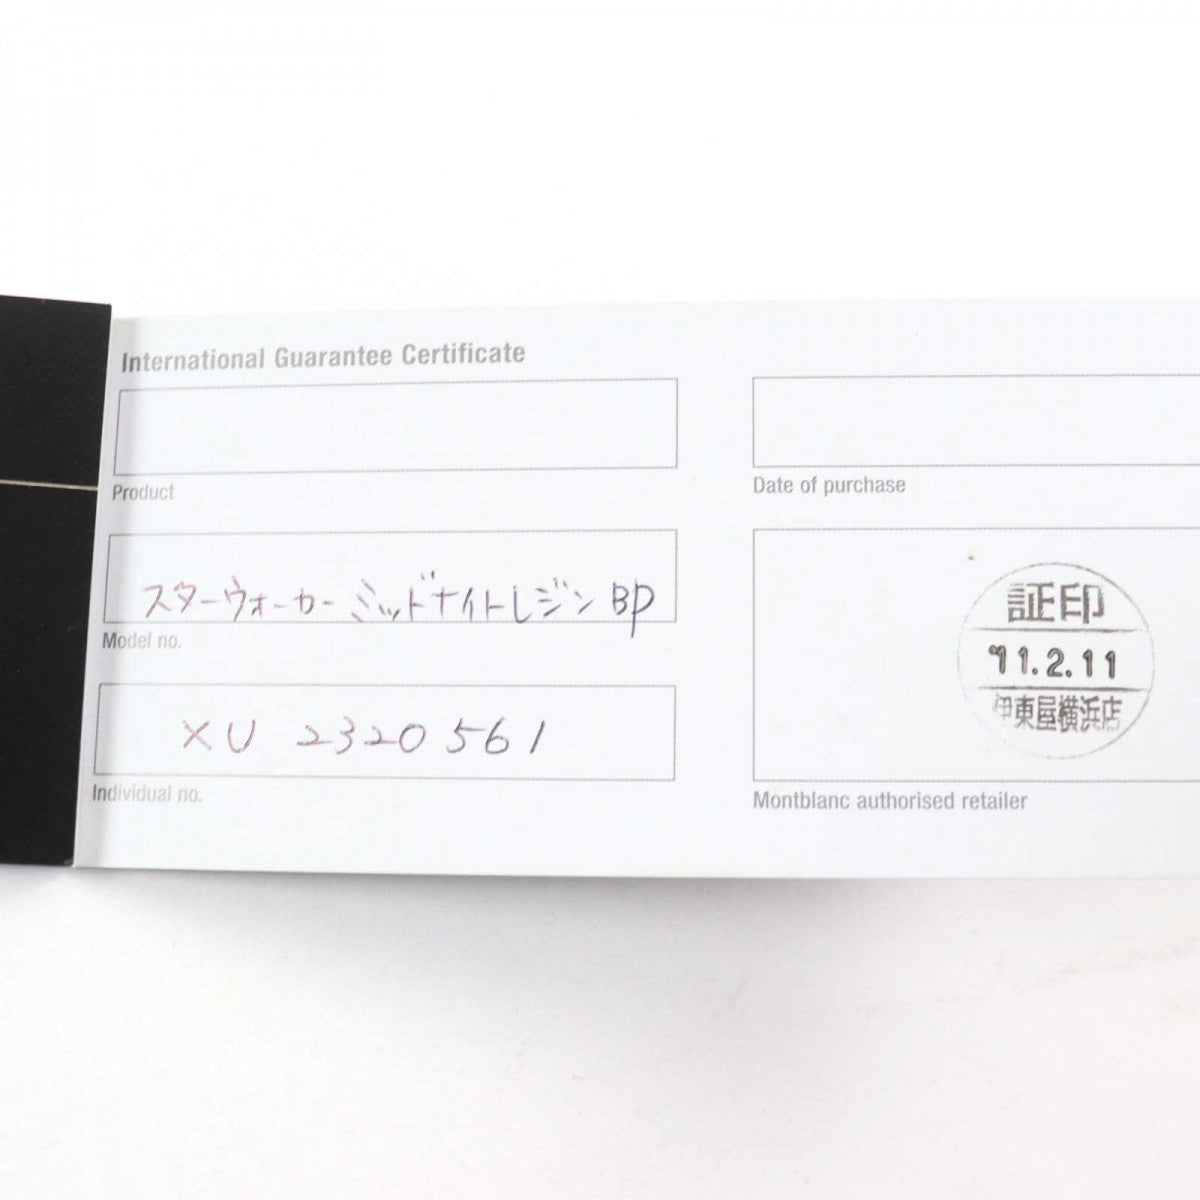 International Guarantee Certificate
Product
スターウォーカー ミッドナイトレジン BP
Model no.
XU 2320561
Individual no.
Date of purchase
証印
'11.2.11
伊東屋横浜店
Montblanc authorised retailer